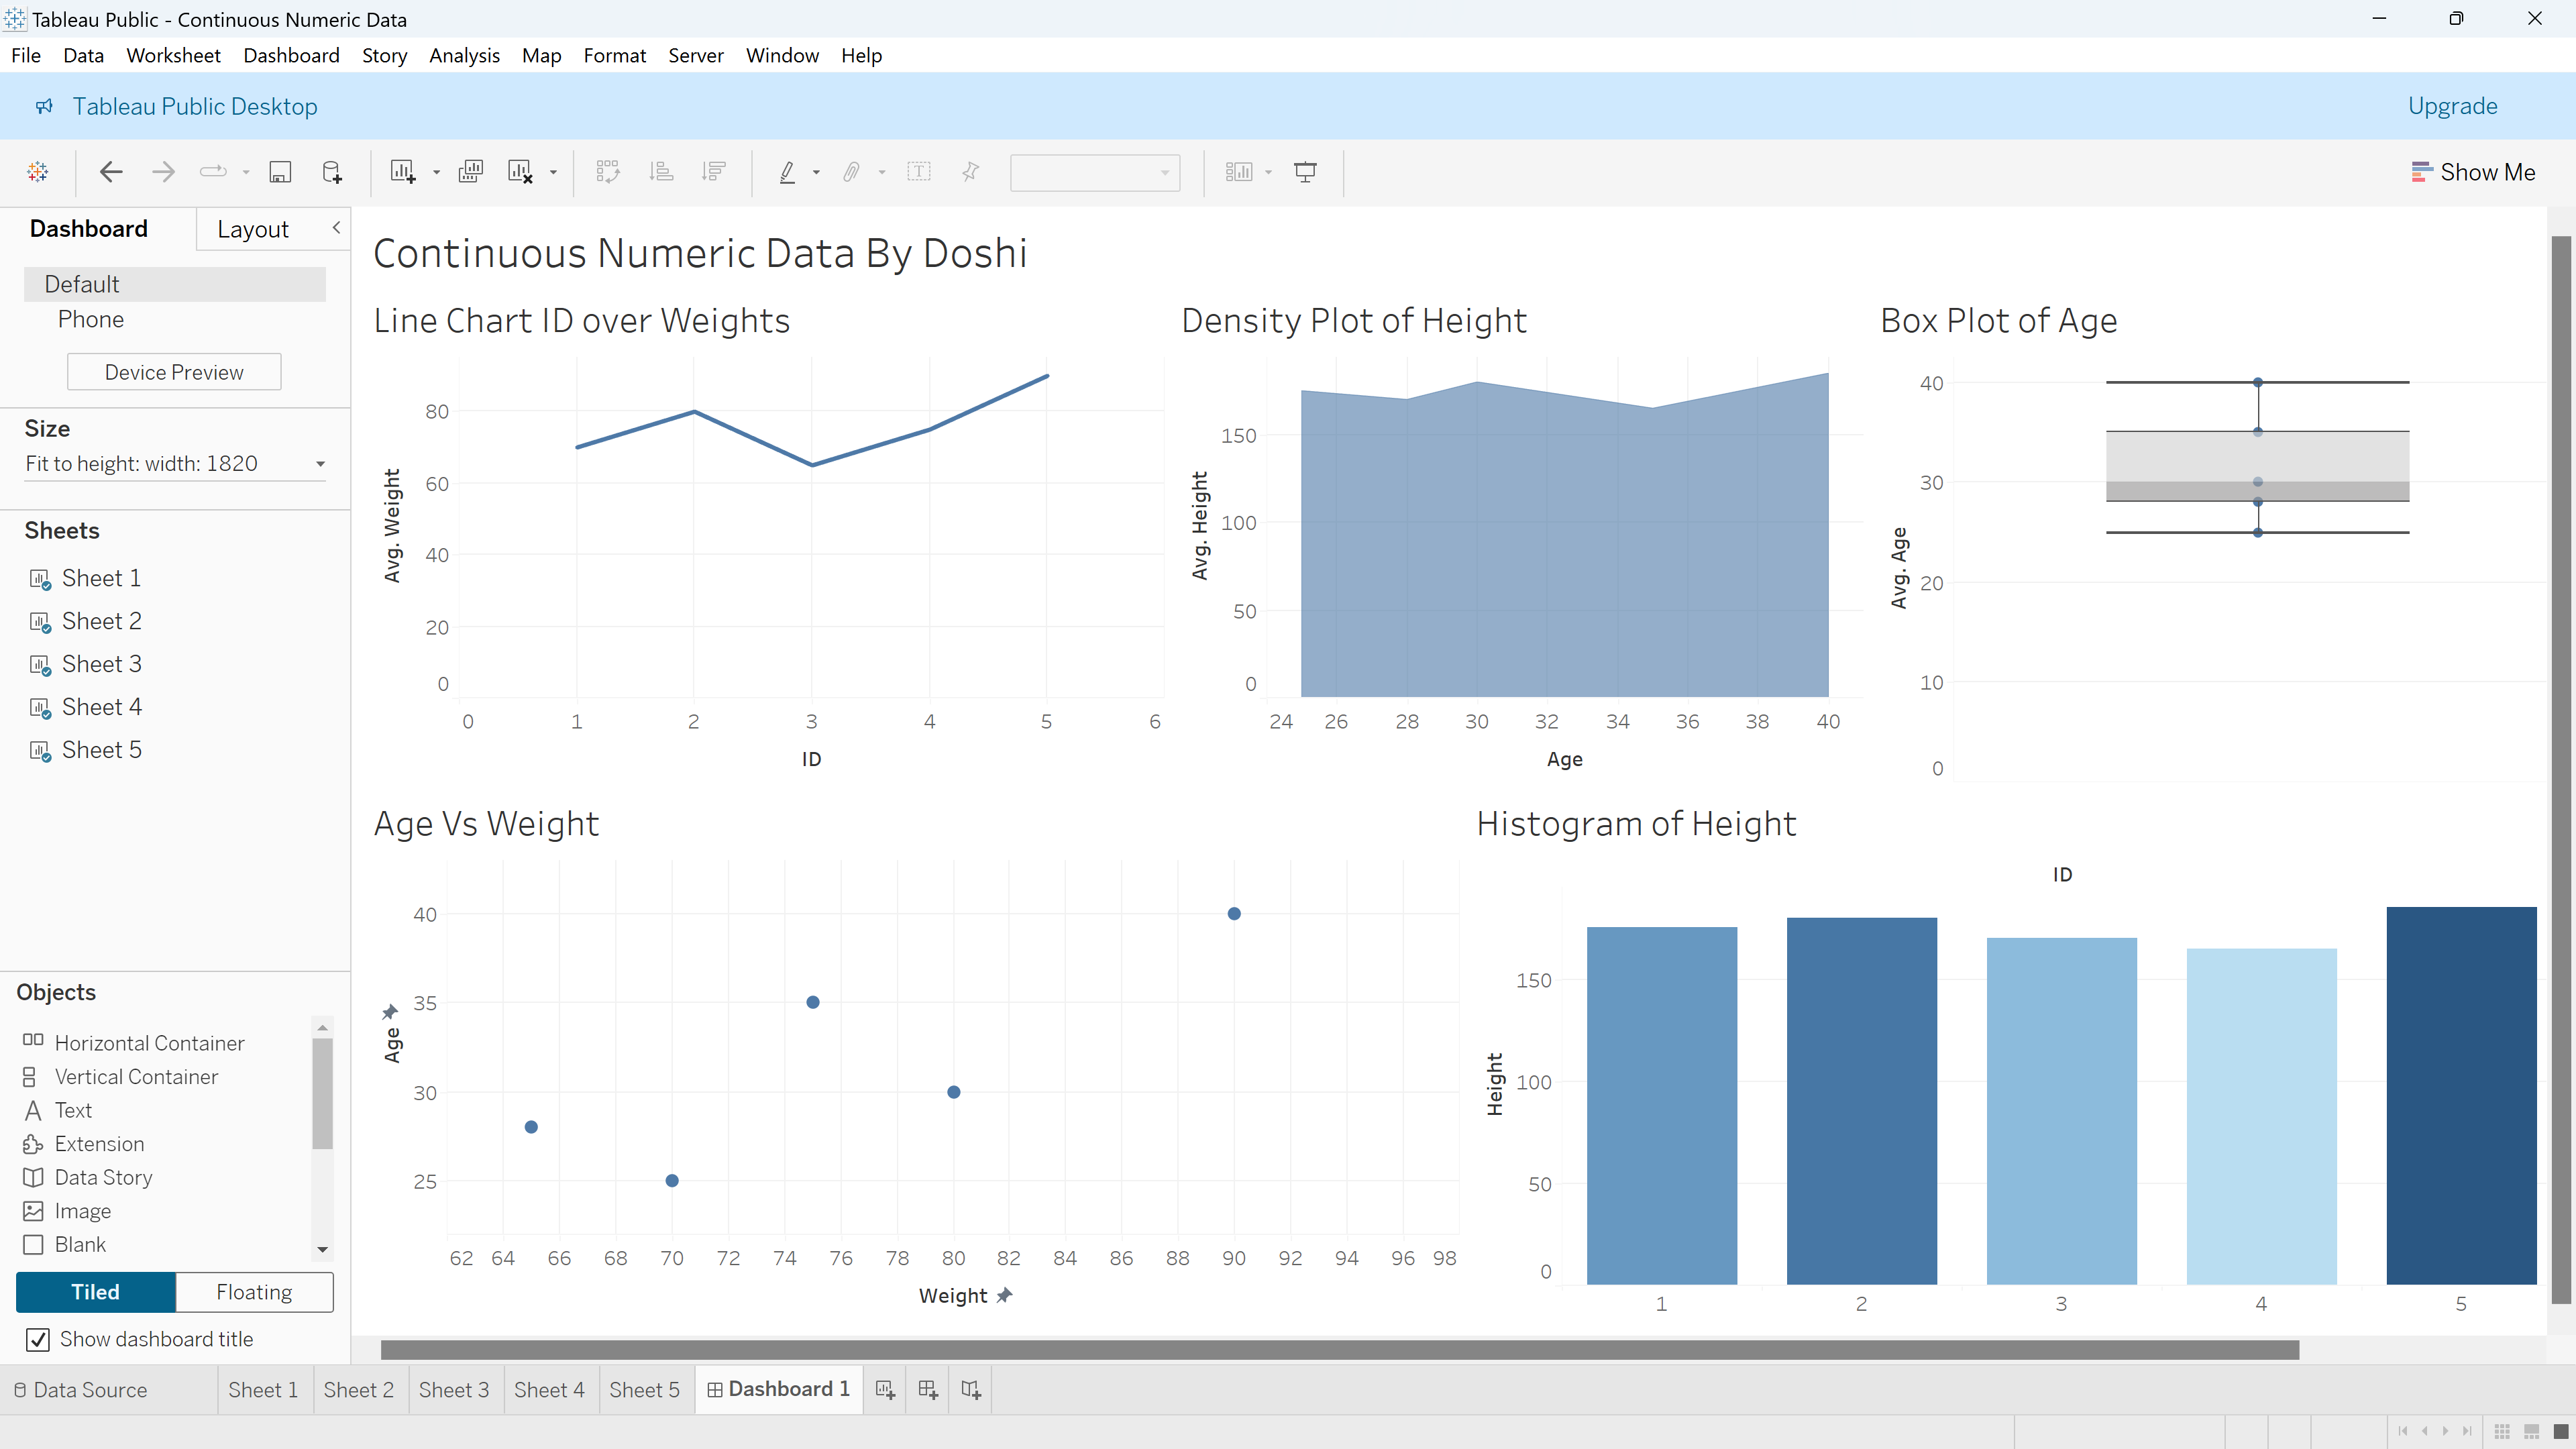 Tableau Public - Continuous Numeric Data
File Data Worksheet Dashboard Story Analysis Map Format Server Window Help
Tableau Public Desktop
Upgrade
Show Me
Dashboard
Layout
Default
Phone
Device Preview
Size
Fit to height: width: 1820
Sheets
Sheet 1
Sheet 2
Sheet 3
Sheet 4
Sheet 5
Objects
Horizontal Container
Vertical Container
Text
Extension
Data Story
Image
Blank
Tiled
Floating
Show dashboard title
Continuous Numeric Data By Doshi
Line Chart ID over Weights
Avg. Weight
80
60
40
20
0
0 1 2 3 4 5 6
ID
Density Plot of Height
Avg. Height
150
100
50
0
24 26 28 30 32 34 36 38 40
Age
Box Plot of Age
Avg. Age
40
30
20
10
0
Age Vs Weight
Age
40
35
30
25
62 64 66 68 70 72 74 76 78 80 82 84 86 88 90 92 94 96 98
Weight
Histogram of Height
ID
Height
150
100
50
0
1 2 3 4 5
Data Source
Sheet 1
Sheet 2
Sheet 3
Sheet 4
Sheet 5
Dashboard 1